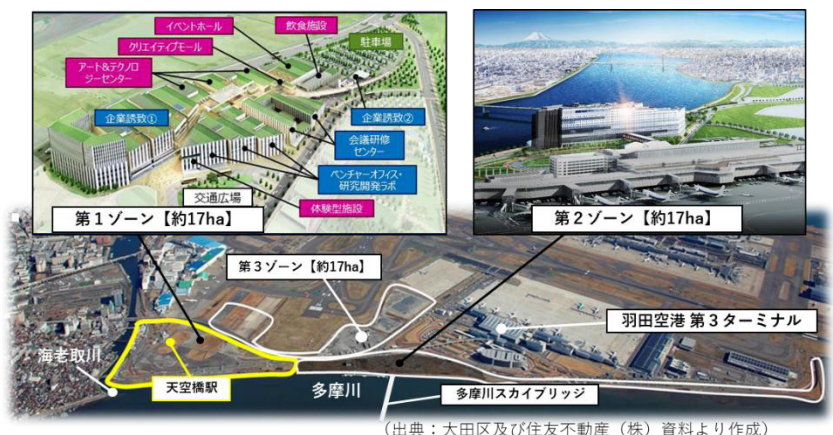 イベントホール
飲食施設
クリエイティブモール
駐車場
アート&テクノロ
ジーセンター
企業誘致①
企業誘致②
会議研修
センター
ベンチャーオフィス・
研究開発ラボ
交通広場
体験型施設
第1ゾーン【約17ha】
第2ゾーン【約17ha】
第3ゾーン【約17ha】
羽田空港 第3ターミナル
海老取川
天空橋駅
多摩川
多摩川スカイブリッジ
(出典:大田区及び住友不動産(株)資料より作成)